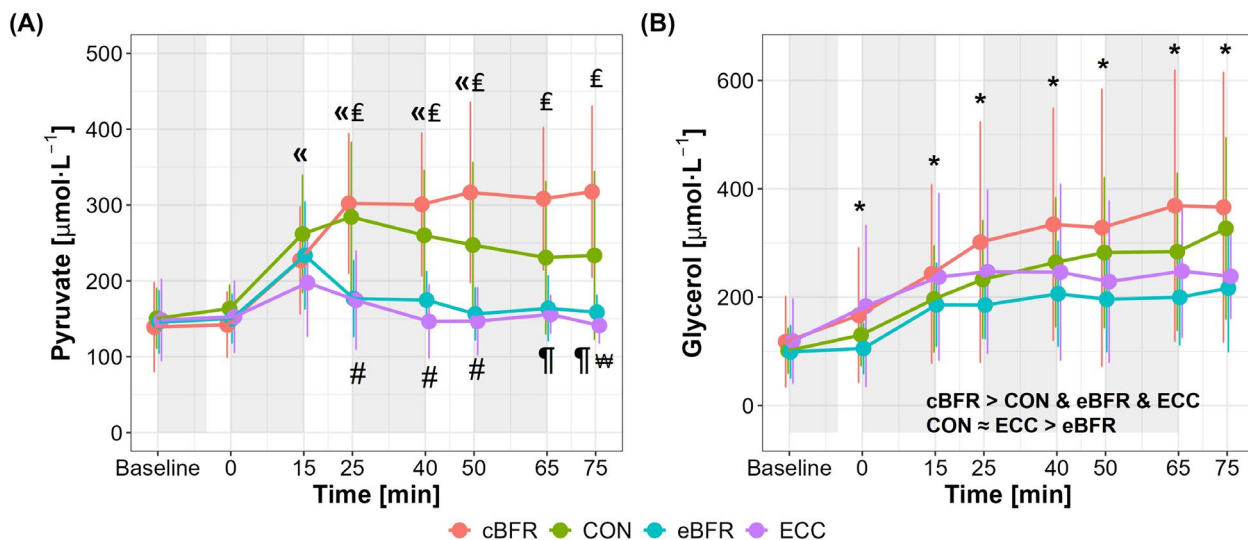 (A)
(B)
Pyruvate [µmol·L⁻¹]
500
400
300
200
100
0
«
«₤
«₤
«₤
₤
₤
#
#
#
¶
¶ ₩
Baseline 0 15 25 40 50 65 75
Time [min]
Glycerol [µmol·L⁻¹]
600
400
200
0
*
*
*
*
*
*
*
cBFR > CON & eBFR & ECC
CON ≈ ECC > eBFR
Baseline 0 15 25 40 50 65 75
Time [min]
cBFR CON eBFR ECC